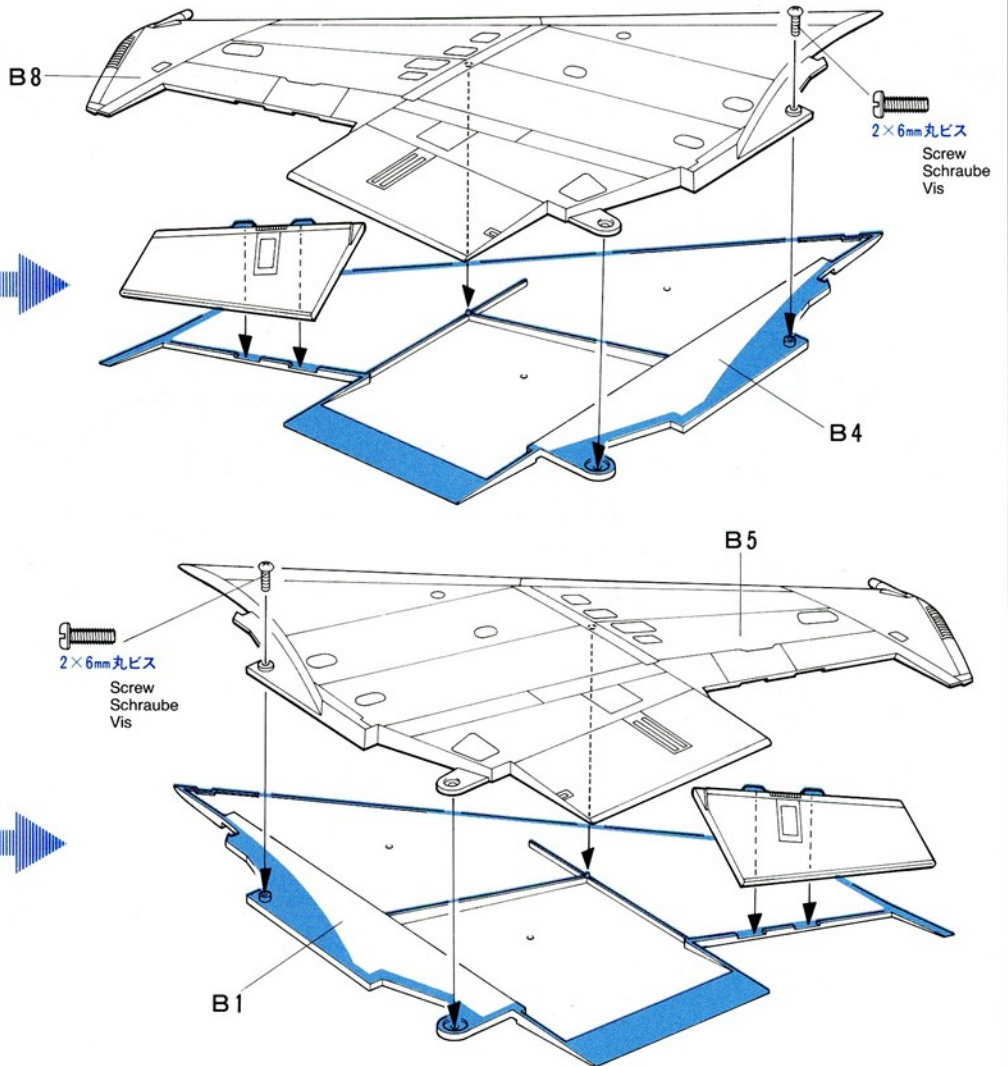 B8
2×6mm丸ビス
Screw
Schraube
Vis
B4
B5
2×6mm丸ビス
Screw
Schraube
Vis
B1